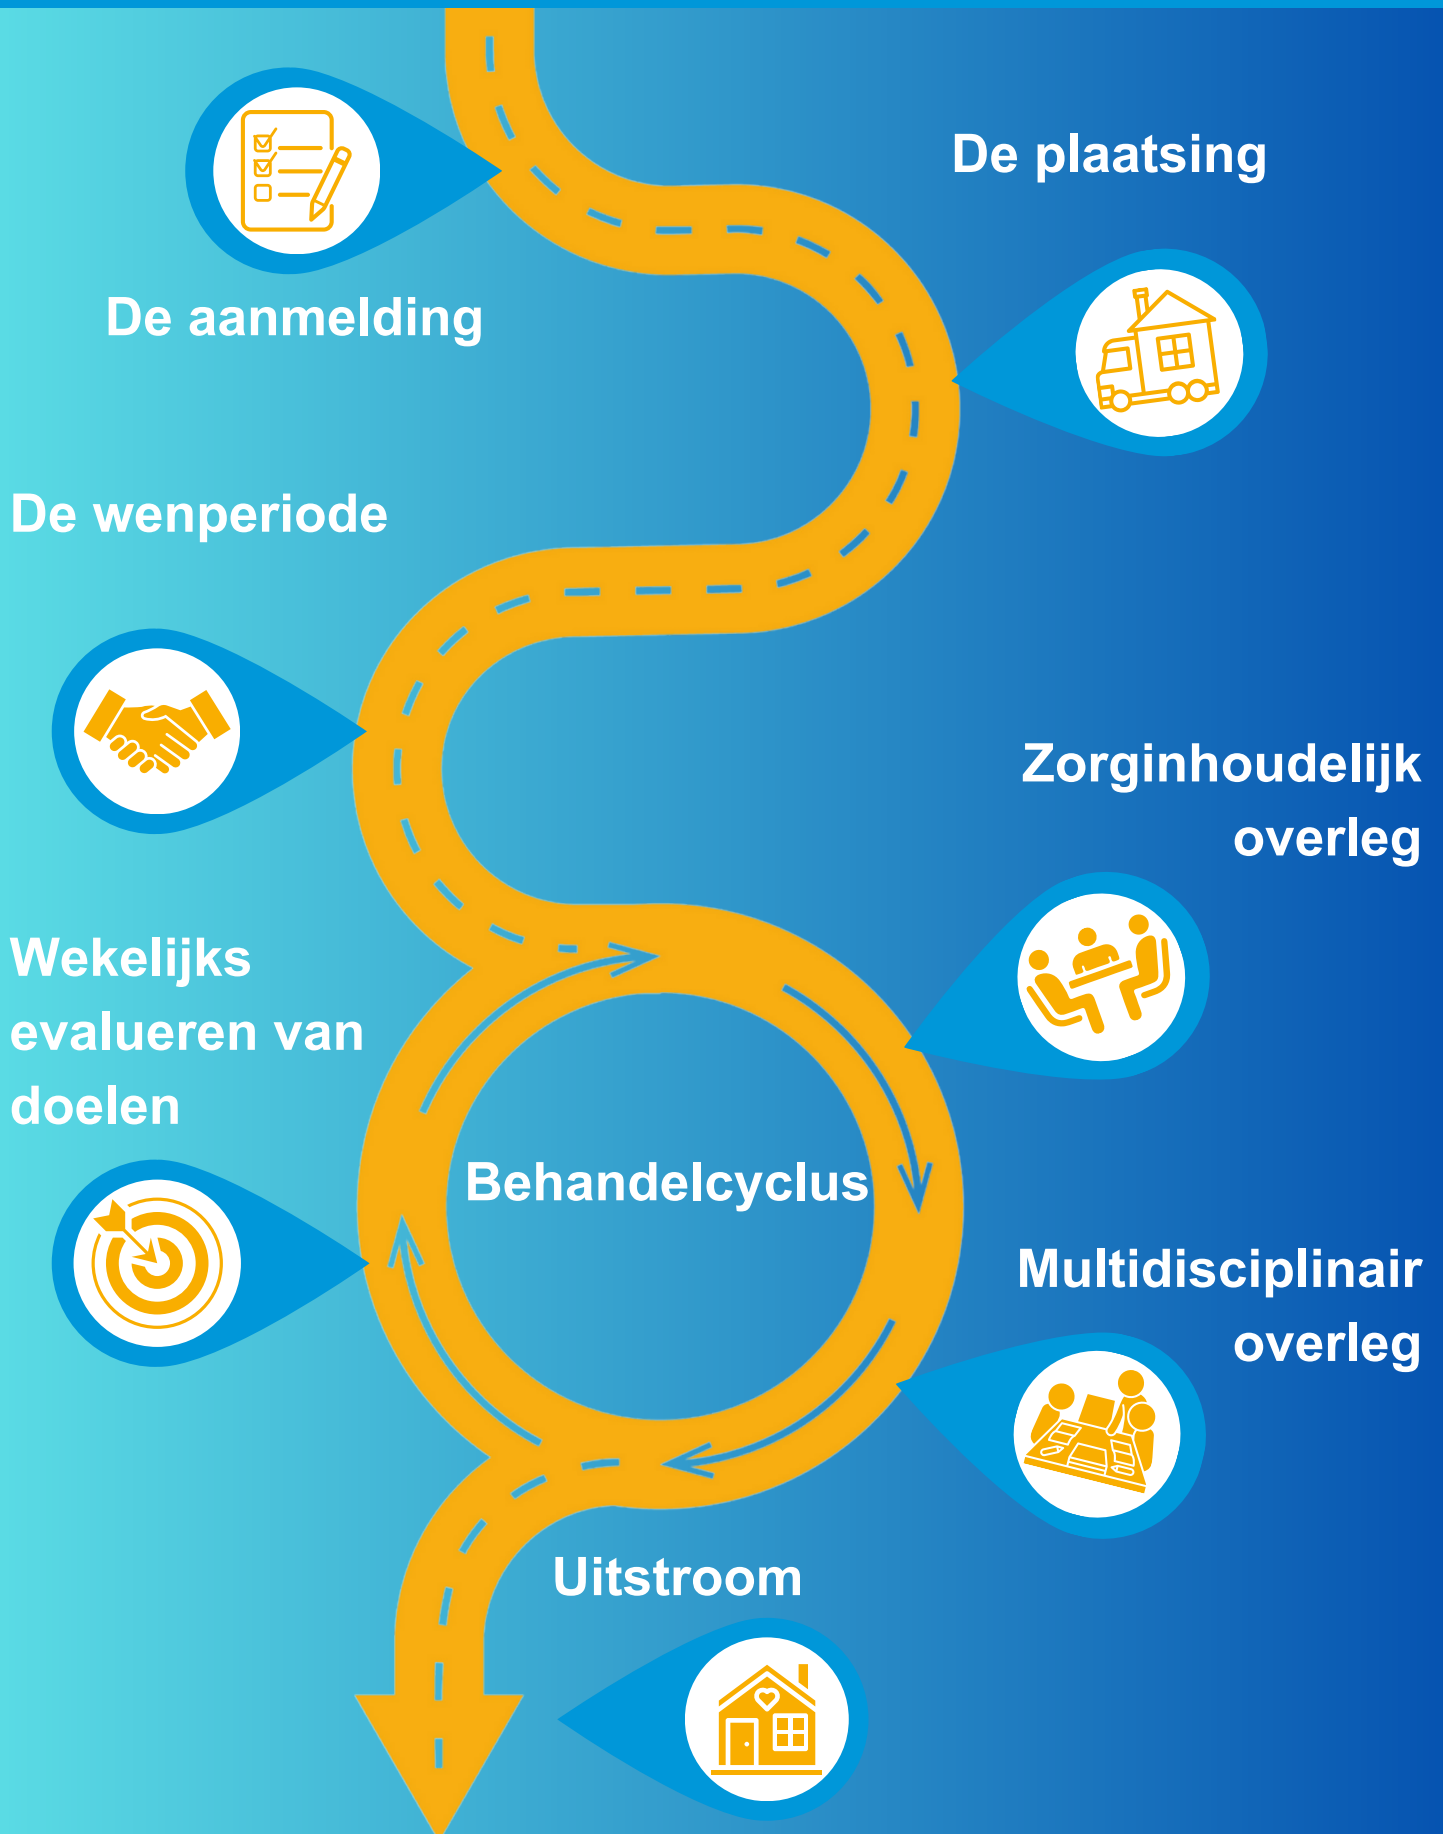 De plaatsing
De aanmelding
De wenperiode
Zorginhoudelijk
overleg
Wekelijks
evalueren van
doelen
Behandelcyclus
Multidisciplinair
overleg
Uitstroom